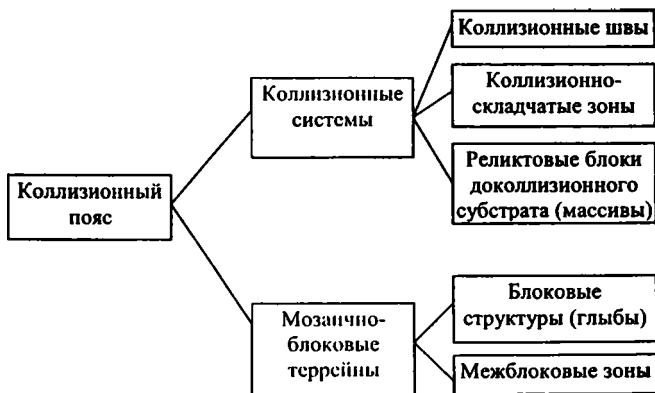 Коллизионный
пояс
Коллизионные
системы
Коллизионные швы
Коллизионно-
складчатые зоны
Реликтовые блоки
доколлизионного
субстрата (массивы)
Мозаично-
блоковые
террейны
Блоковые
структуры (глыбы)
Межблоковые зоны